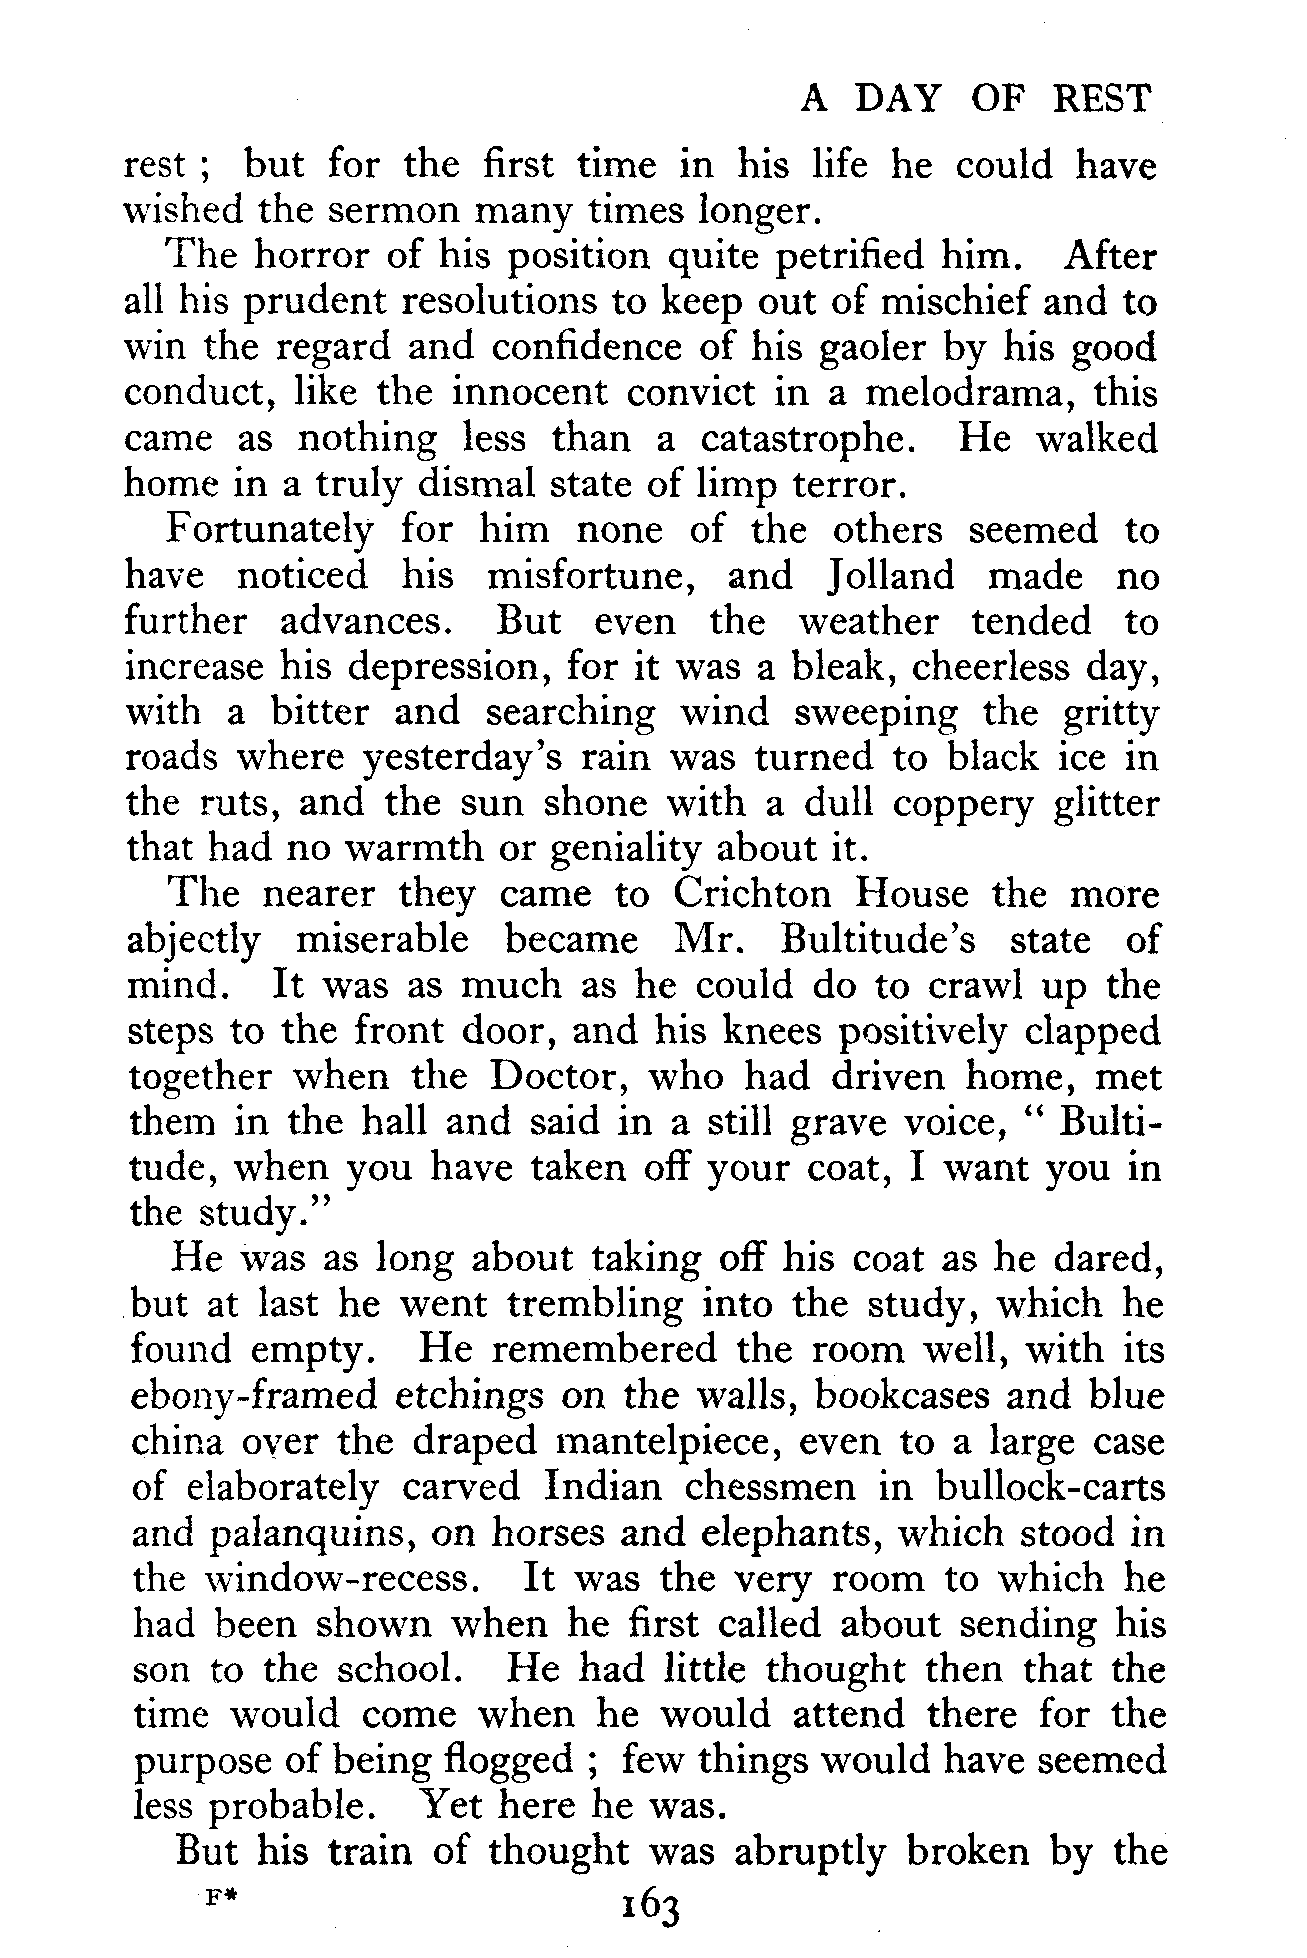 A DAY OF REST
rest ; but for the first time in his life he could have
wished the sermon many times longer.
The horror of his position quite petrified him. After
all his prudent resolutions to keep out of mischief and to
win the regard and confidence of his gaoler by his good
conduct, like the innocent convict in a melodrama, this
came as nothing less than a catastrophe. He walked
home in a truly dismal state of limp terror.
Fortunately for him none of the others seemed to
have noticed his misfortune, and Jolland made no
further advances. But even the weather tended to
increase his depression, for it was a bleak, cheerless day,
with a bitter and searching wind sweeping the gritty
roads where yesterday's rain was turned to black ice in
the ruts, and the sun shone with a dull coppery glitter
that had no warmth or geniality about it.
The nearer they came to Crichton House the more
abjectly miserable became Mr. Bultitude's state of
mind. It was as much as he could do to crawl up the
steps to the front door, and his knees positively clapped
together when the Doctor, who had driven home, met
them in the hall and said in a still grave voice, “ Bulti-
tude, when you have taken off your coat, I want you in
the study.”
He was as long about taking off his coat as he dared,
but at last he went trembling into the study, which he
found empty. He remembered the room well, with its
ebony-framed etchings on the walls, bookcases and blue
china over the draped mantelpiece, even to a large case
of elaborately carved Indian chessmen in bullock-carts
and palanquins, on horses and elephants, which stood in
the window-recess. It was the very room to which he
had been shown when he first called about sending his
son to the school. He had little thought then that the
time would come when he would attend there for the
purpose of being flogged ; few things would have seemed
less probable. Yet here he was.
But his train of thought was abruptly broken by the
F* 163